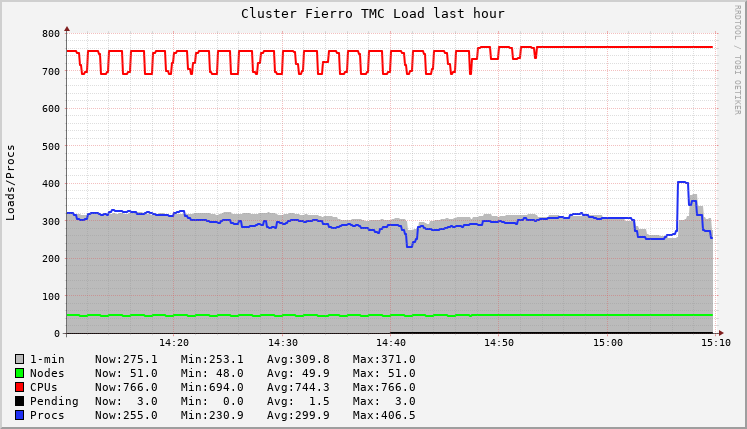 Cluster Fierro TMC Load last hour
RRDTOOL / TOBI OETIKER
Loads/Procs
800
700
600
500
400
300
200
100
0
14:20 14:30 14:40 14:50 15:00 15:10
1-min Now:275.1 Min:253.1 Avg:309.8 Max:371.0
Nodes Now: 51.0 Min: 48.0 Avg: 49.9 Max: 51.0
CPUs Now:766.0 Min:694.0 Avg:744.3 Max:766.0
Pending Now: 3.0 Min: 0.0 Avg: 1.5 Max: 3.0
Procs Now:255.0 Min:230.9 Avg:299.9 Max:406.5